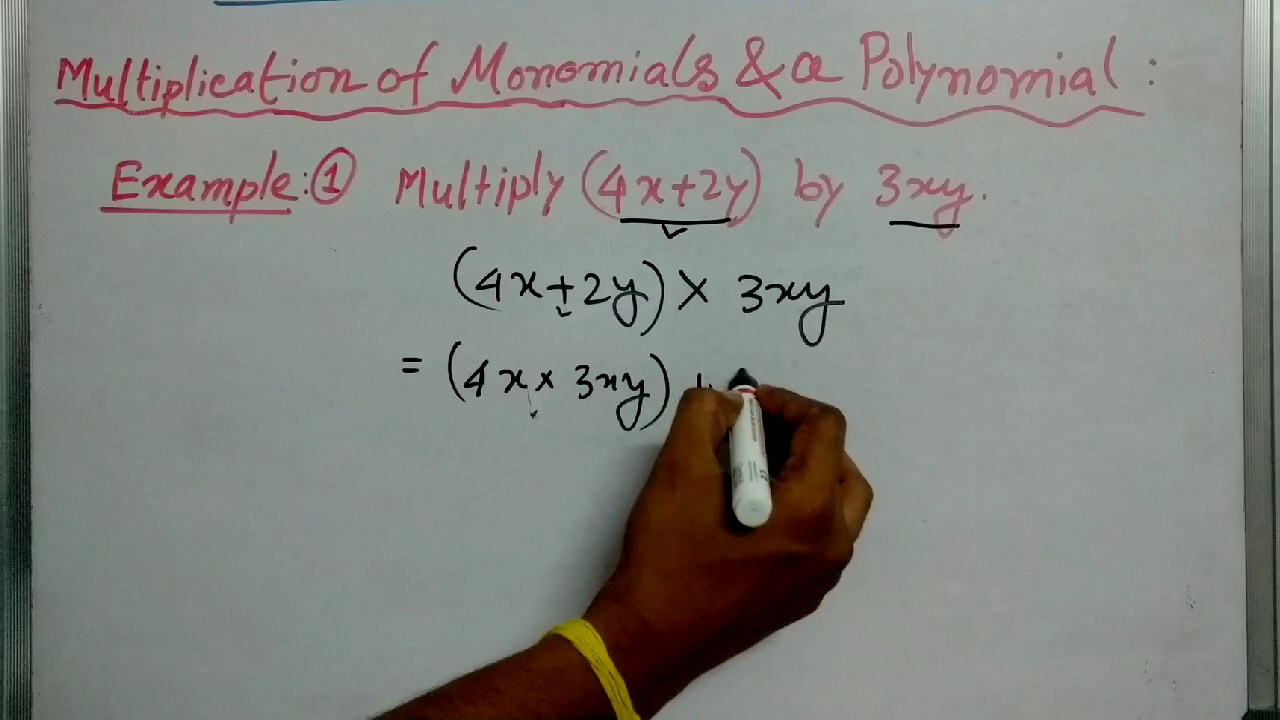 Multiplication of Monomials & a Polynomial :
Example: ① Multiply (4x+2y) by 3xy.
(4x+2y) × 3xy
= (4x × 3xy)